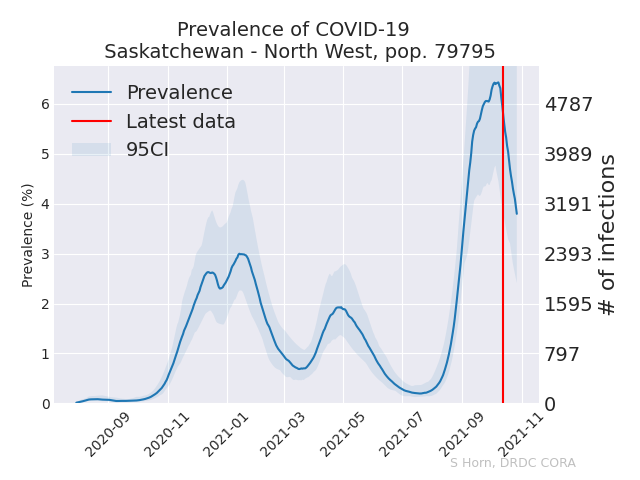 Prevalence of COVID-19
Saskatchewan - North West, pop. 79795
Prevalence
Latest data
95CI
Prevalence (%)
6
5
4
3
2
1
0
4787
3989
3191
2393
1595
797
0
# of infections
2020-09
2020-11
2021-01
2021-03
2021-05
2021-07
2021-09
2021-11
S Horn, DRDC CORA